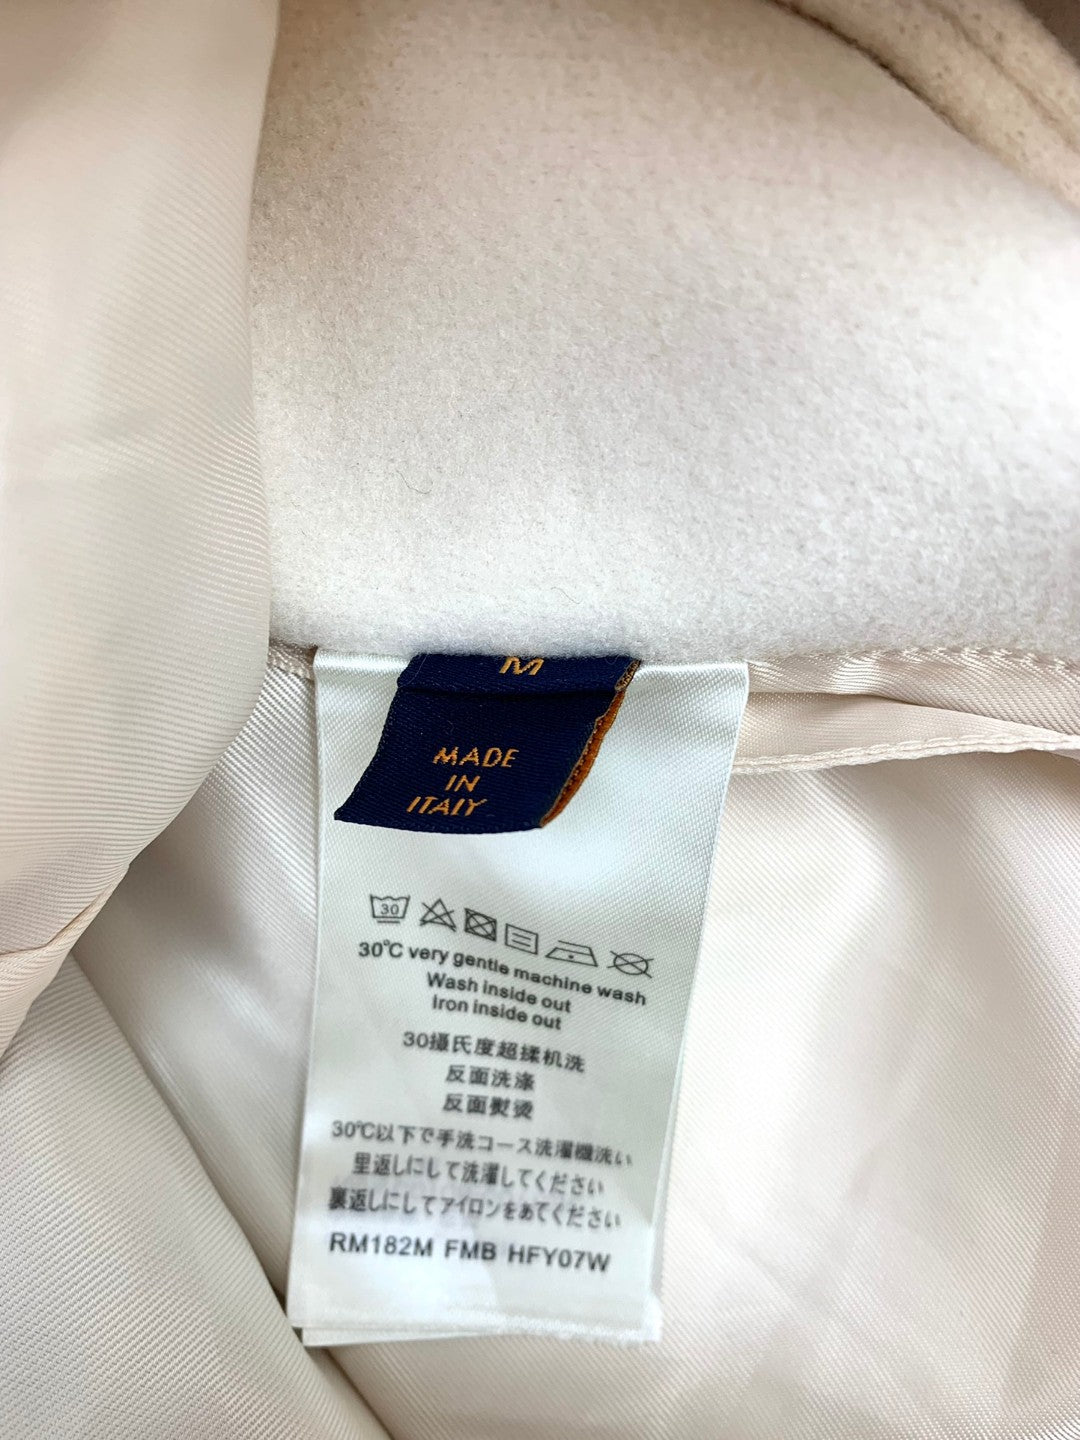 M
MADE
IN
ITALY
30
30°C very gentle machine wash
Wash inside out
Iron inside out
30攝氏度超揉机洗
反面洗涤
反面熨烫
30℃以下で手洗コース洗濯機洗い
里返しにして洗濯してください
裏返しにしてアイロンをあてください
RM182M FMB HFY07W